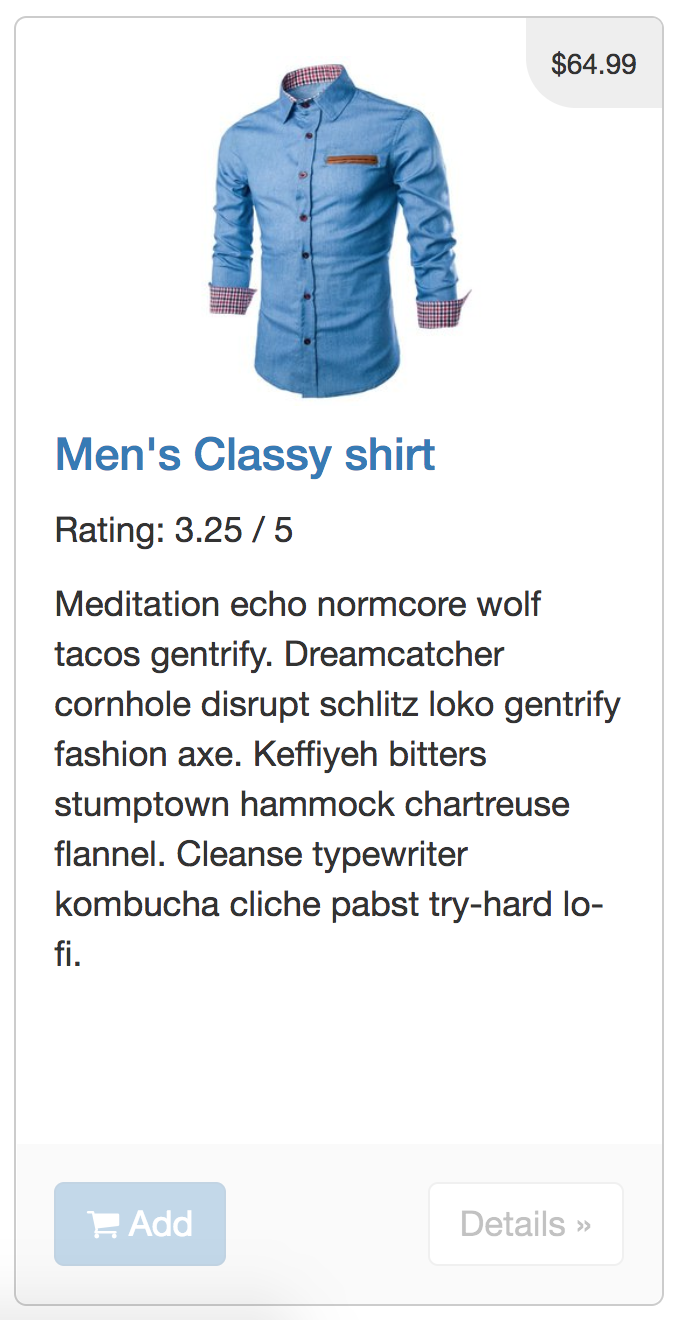 $64.99
Men's Classy shirt
Rating: 3.25 / 5
Meditation echo normcore wolf
tacos gentrify. Dreamcatcher
cornhole disrupt schlitz loko gentrify
fashion axe. Keffiyeh bitters
stumptown hammock chartreuse
flannel. Cleanse typewriter
kombucha cliche pabst try-hard lo-
fi.
Add
Details »